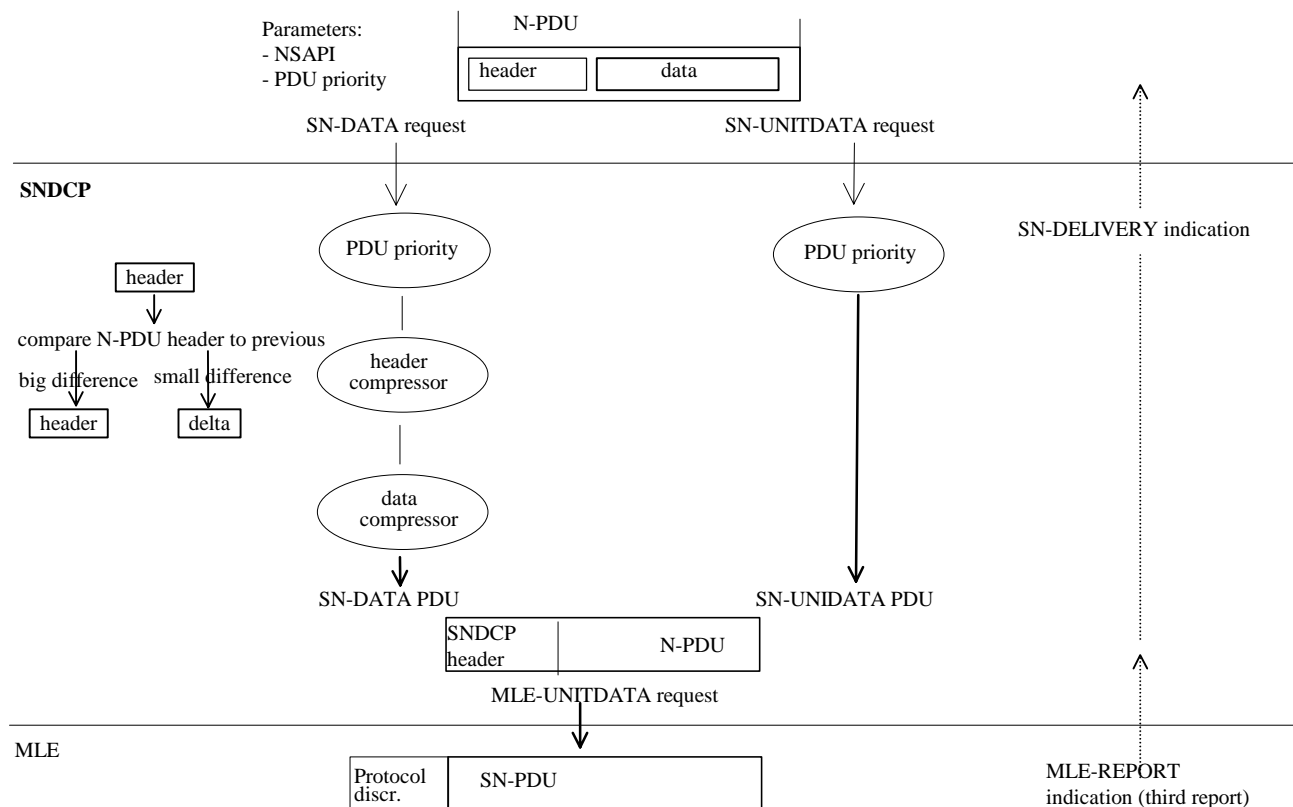 Parameters:
- NSAPI
- PDU priority
N-PDU
header
data
SN-DATA request
SN-UNITDATA request
SNDCP
PDU priority
PDU priority
SN-DELIVERY indication
header
compare N-PDU header to previous
big difference
small difference
header
delta
header
compressor
data
compressor
SN-DATA PDU
SN-UNIDATA PDU
SNDCP
header
N-PDU
MLE-UNITDATA request
MLE
Protocol
discr.
SN-PDU
MLE-REPORT
indication (third report)